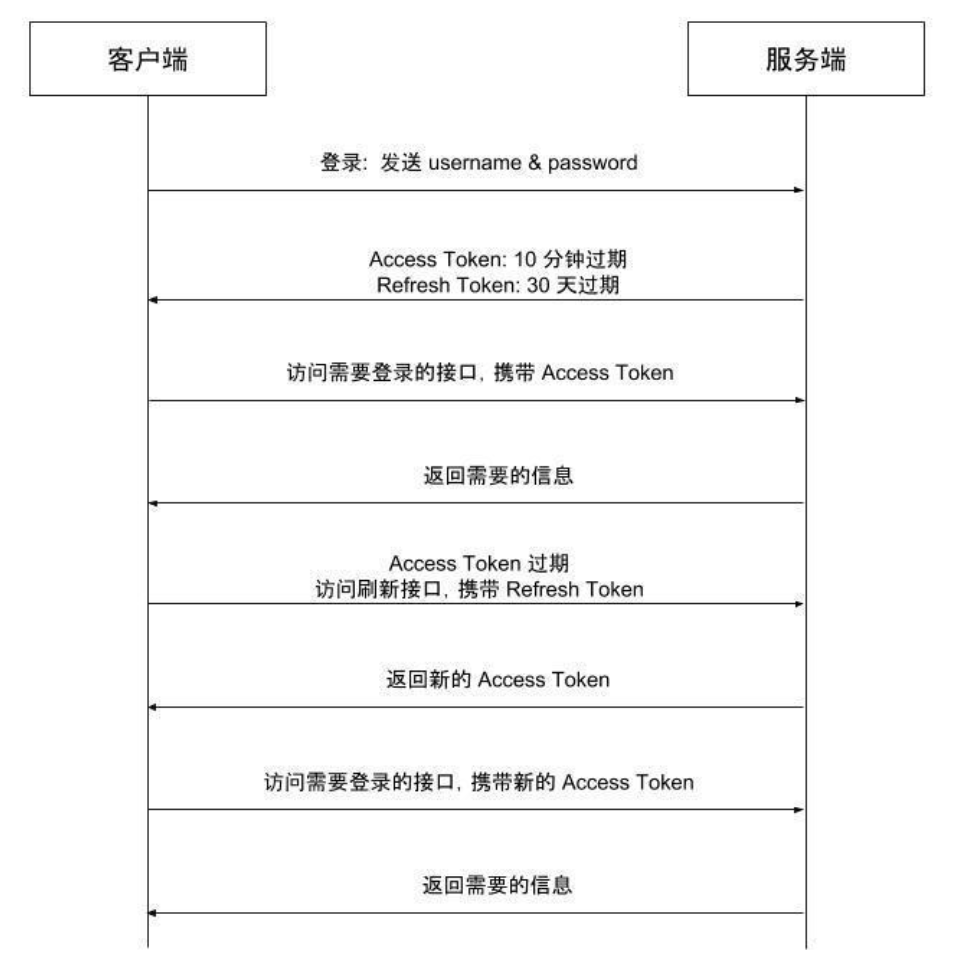 客户端
服务端
登录: 发送 username & password
Access Token: 10 分钟过期
Refresh Token: 30 天过期
访问需要登录的接口, 携带 Access Token
返回需要的信息
Access Token 过期
访问刷新接口, 携带 Refresh Token
返回新的 Access Token
访问需要登录的接口, 携带新的 Access Token
返回需要的信息